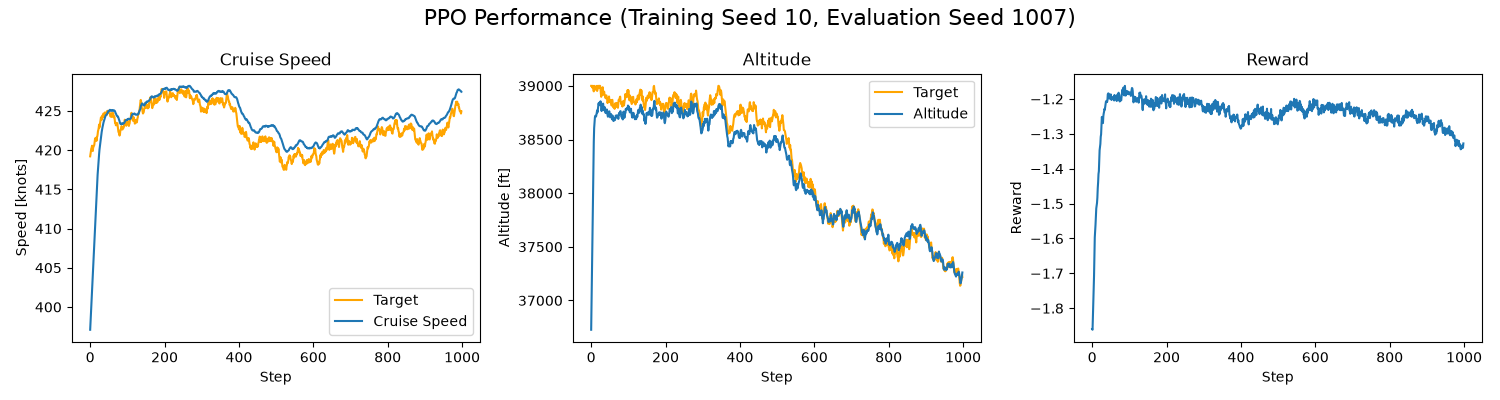 PPO Performance (Training Seed 10, Evaluation Seed 1007)
Cruise Speed
Speed [knots]
425
420
415
410
405
400
0
200
400
600
800
1000
Step
Target
Cruise Speed
Altitude
Altitude [ft]
39000
38500
38000
37500
37000
0
200
400
600
800
1000
Step
Target
Altitude
Reward
Reward
−1.2
−1.3
−1.4
−1.5
−1.6
−1.7
−1.8
0
200
400
600
800
1000
Step